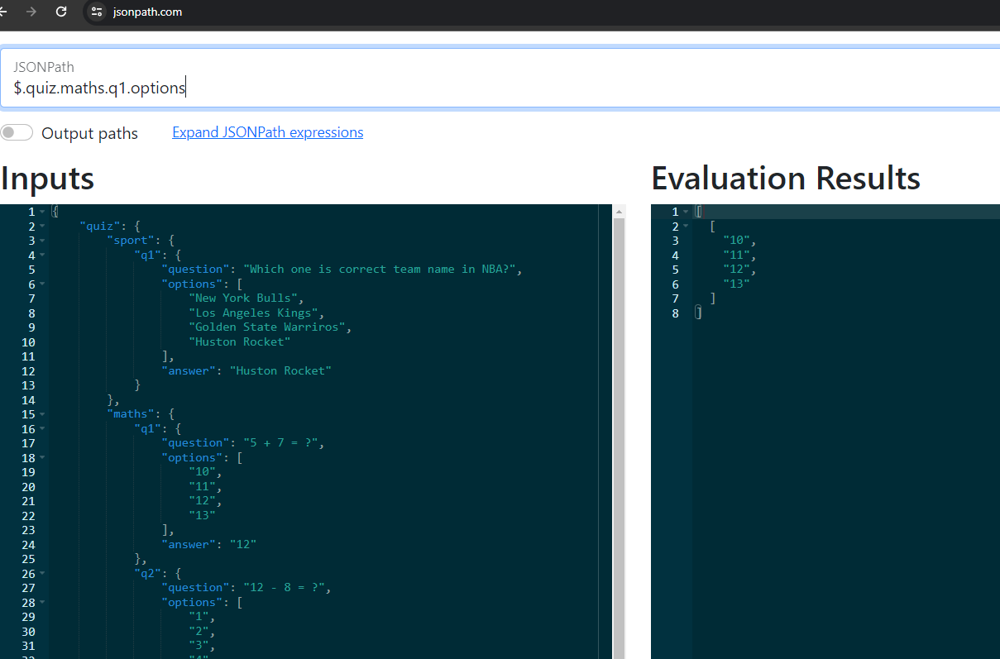 jsonpath.com
JSONPath
$.quiz.maths.q1.options
Output paths Expand JSONPath expressions
Inputs
1 {
2 "quiz": {
3 "sport": {
4 "q1": {
5 "question": "Which one is correct team name in NBA?",
6 "options": [
7 "New York Bulls",
8 "Los Angeles Kings",
9 "Golden State Warriros",
10 "Huston Rocket"
11 ],
12 "answer": "Huston Rocket"
13 }
14 },
15 "maths": {
16 "q1": {
17 "question": "5 + 7 = ?",
18 "options": [
19 "10",
20 "11",
21 "12",
22 "13"
23 ],
24 "answer": "12"
25 },
26 "q2": {
27 "question": "12 - 8 = ?",
28 "options": [
29 "1",
30 "2",
31 "3",
32 "4"
Evaluation Results
1 [
2 [
3 "10",
4 "11",
5 "12",
6 "13"
7 ]
8 ]